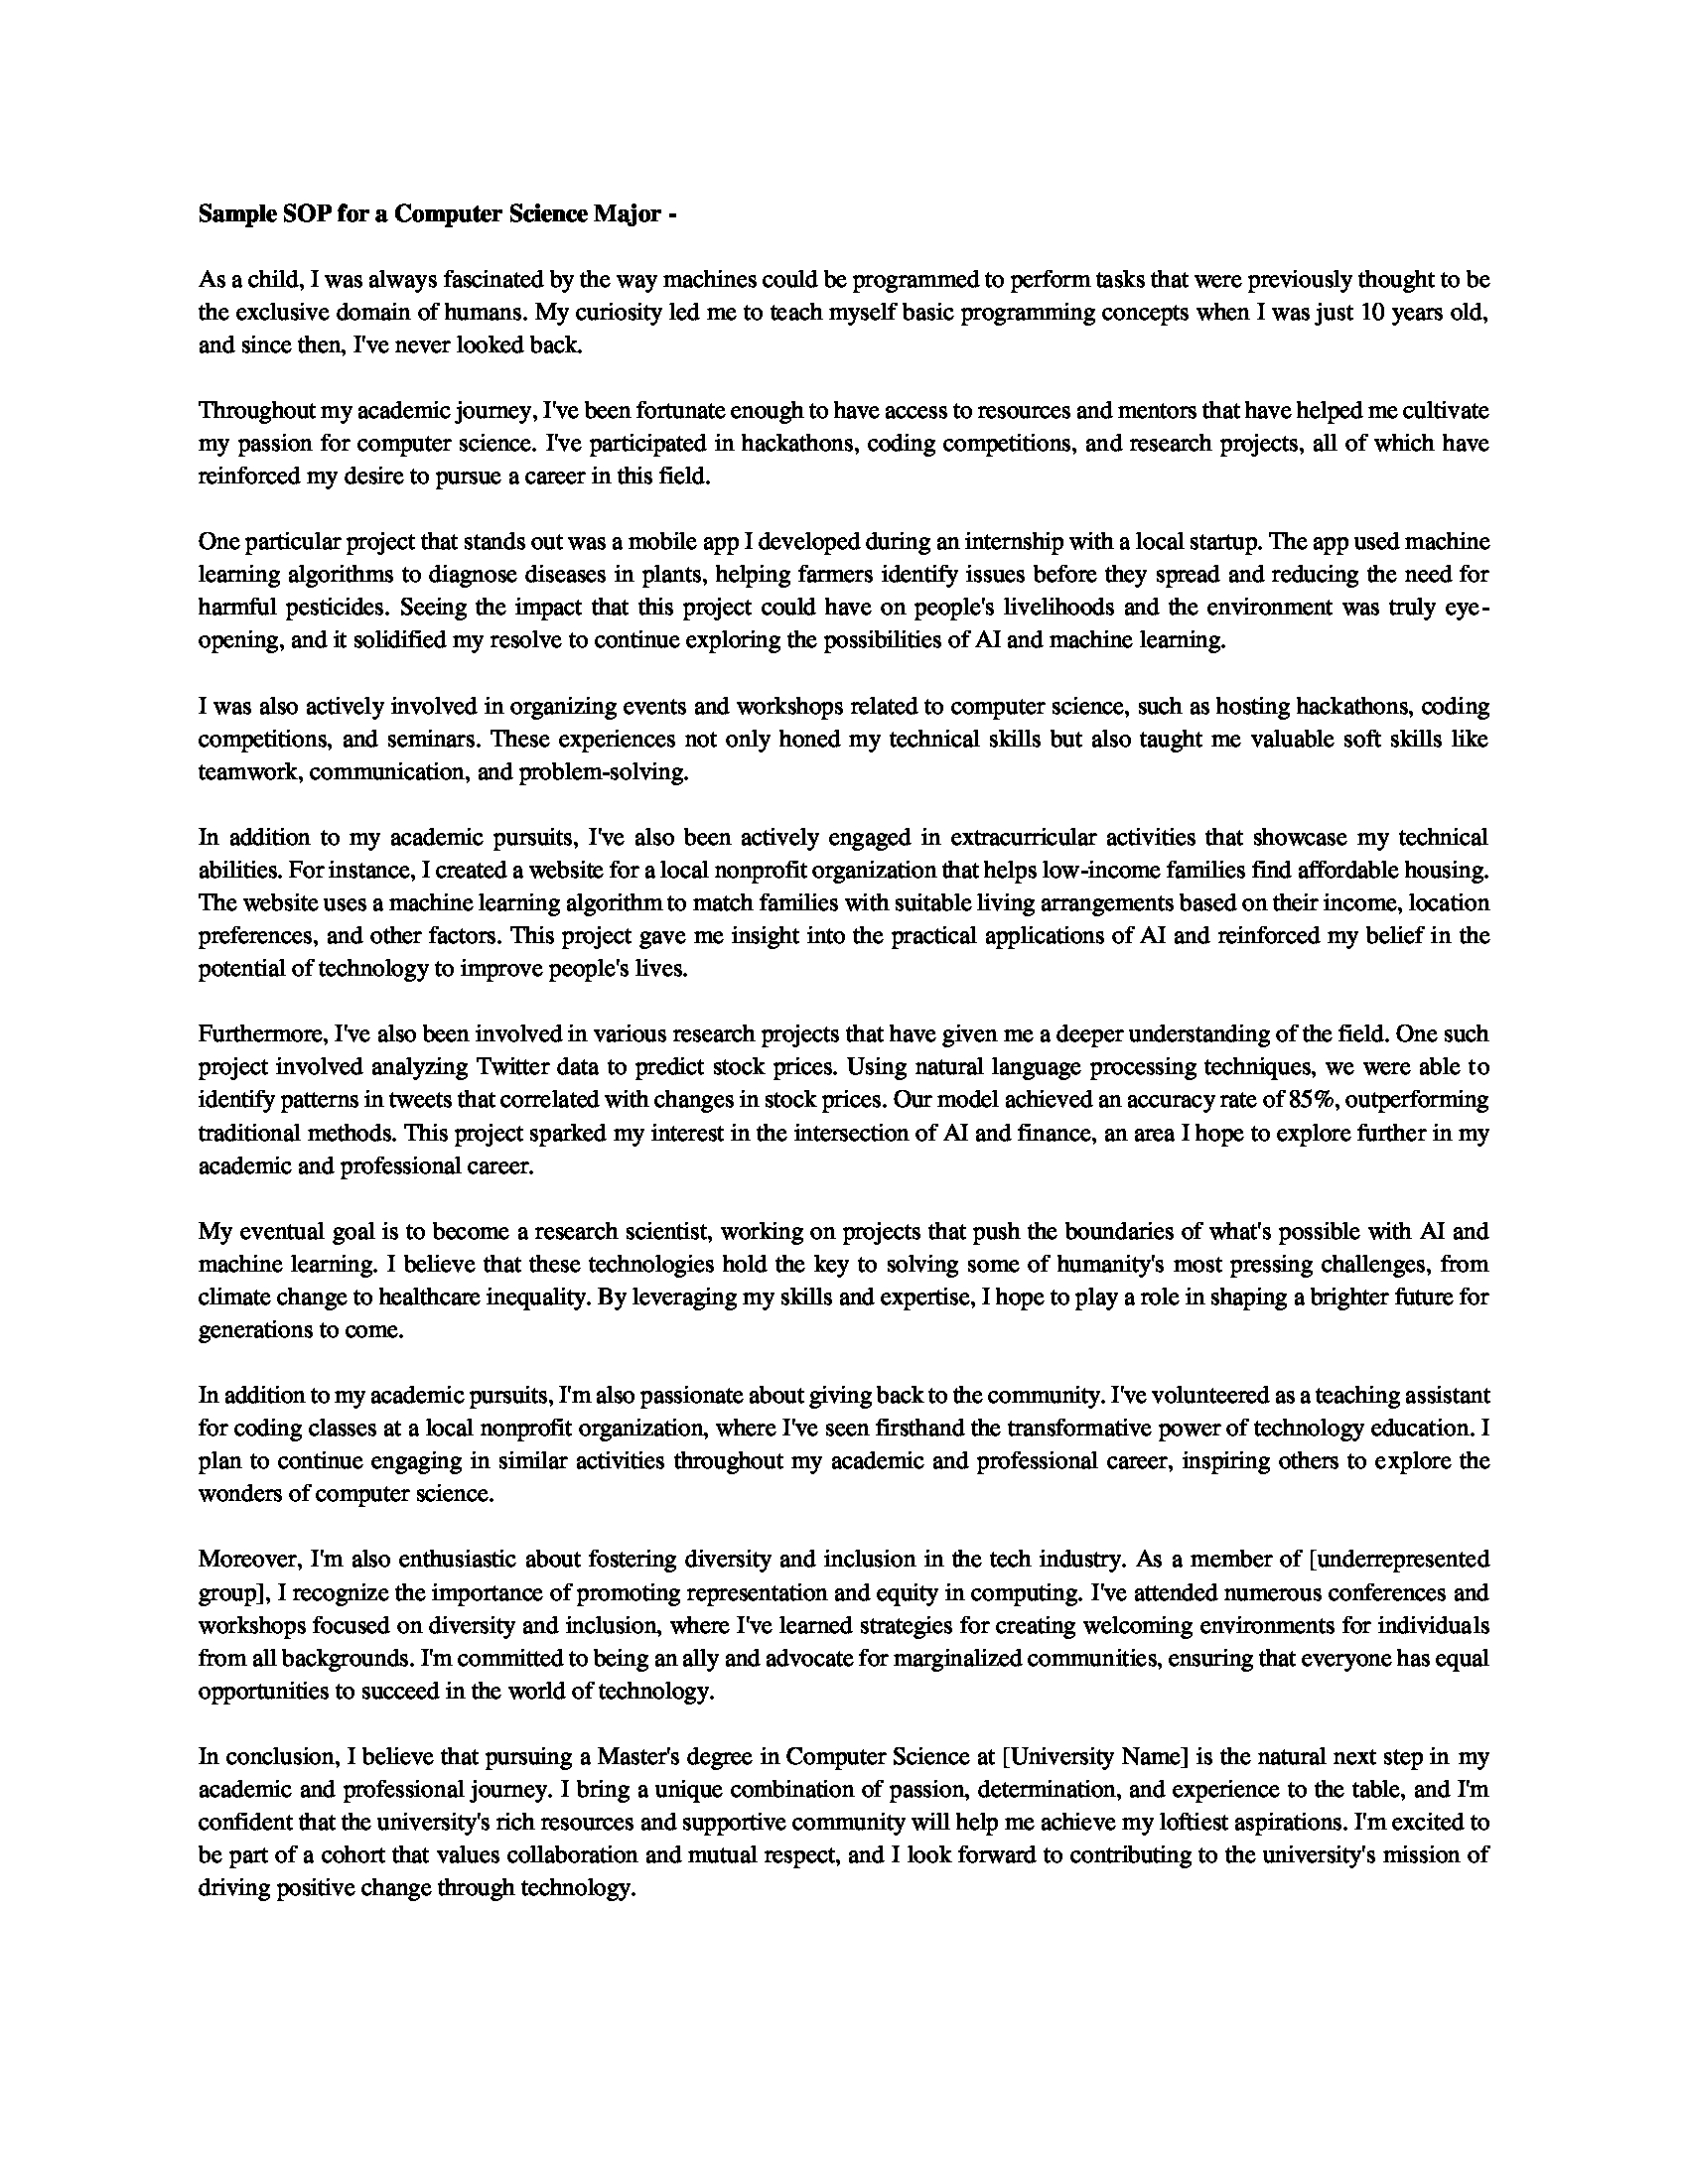 Sample SOP for a Computer Science Major -
As a child, I was always fascinated by the way machines could be programmed to perform tasks that were previously thought to be
the exclusive domain of humans. My curiosity led me to teach myself basic programming concepts when I was just 10 years old,
and since then, I've never looked back.
Throughout my academic journey, I've been fortunate enough to have access to resources and mentors that have helped me cultivate
my passion for computer science. I've participated in hackathons, coding competitions, and research projects, all of which have
reinforced my desire to pursue a career in this field.
One particular project that stands out was a mobile app I developed during an internship with a local startup. The app used machine
learning algorithms to diagnose diseases in plants, helping farmers identify issues before they spread and reducing the need for
harmful pesticides. Seeing the impact that this project could have on people's livelihoods and the environment was truly eye-
opening, and it solidified my resolve to continue exploring the possibilities of AI and machine learning.
I was also actively involved in organizing events and workshops related to computer science, such as hosting hackathons, coding
competitions, and seminars. These experiences not only honed my technical skills but also taught me valuable soft skills like
teamwork, communication, and problem-solving.
In addition to my academic pursuits, I've also been actively engaged in extracurricular activities that showcase my technical
abilities. For instance, I created a website for a local nonprofit organization that helps low-income families find affordable housing.
The website uses a machine learning algorithm to match families with suitable living arrangements based on their income, location
preferences, and other factors. This project gave me insight into the practical applications of AI and reinforced my belief in the
potential of technology to improve people's lives.
Furthermore, I've also been involved in various research projects that have given me a deeper understanding of the field. One such
project involved analyzing Twitter data to predict stock prices. Using natural language processing techniques, we were able to
identify patterns in tweets that correlated with changes in stock prices. Our model achieved an accuracy rate of 85%, outperforming
traditional methods. This project sparked my interest in the intersection of AI and finance, an area I hope to explore further in my
academic and professional career.
My eventual goal is to become a research scientist, working on projects that push the boundaries of what's possible with AI and
machine learning. I believe that these technologies hold the key to solving some of humanity's most pressing challenges, from
climate change to healthcare inequality. By leveraging my skills and expertise, I hope to play a role in shaping a brighter future for
generations to come.
In addition to my academic pursuits, I'm also passionate about giving back to the community. I've volunteered as a teaching assistant
for coding classes at a local nonprofit organization, where I've seen firsthand the transformative power of technology education. I
plan to continue engaging in similar activities throughout my academic and professional career, inspiring others to explore the
wonders of computer science.
Moreover, I'm also enthusiastic about fostering diversity and inclusion in the tech industry. As a member of [underrepresented
group], I recognize the importance of promoting representation and equity in computing. I've attended numerous conferences and
workshops focused on diversity and inclusion, where I've learned strategies for creating welcoming environments for individuals
from all backgrounds. I'm committed to being an ally and advocate for marginalized communities, ensuring that everyone has equal
opportunities to succeed in the world of technology.
In conclusion, I believe that pursuing a Master's degree in Computer Science at [University Name] is the natural next step in my
academic and professional journey. I bring a unique combination of passion, determination, and experience to the table, and I'm
confident that the university's rich resources and supportive community will help me achieve my loftiest aspirations. I'm excited to
be part of a cohort that values collaboration and mutual respect, and I look forward to contributing to the university's mission of
driving positive change through technology.